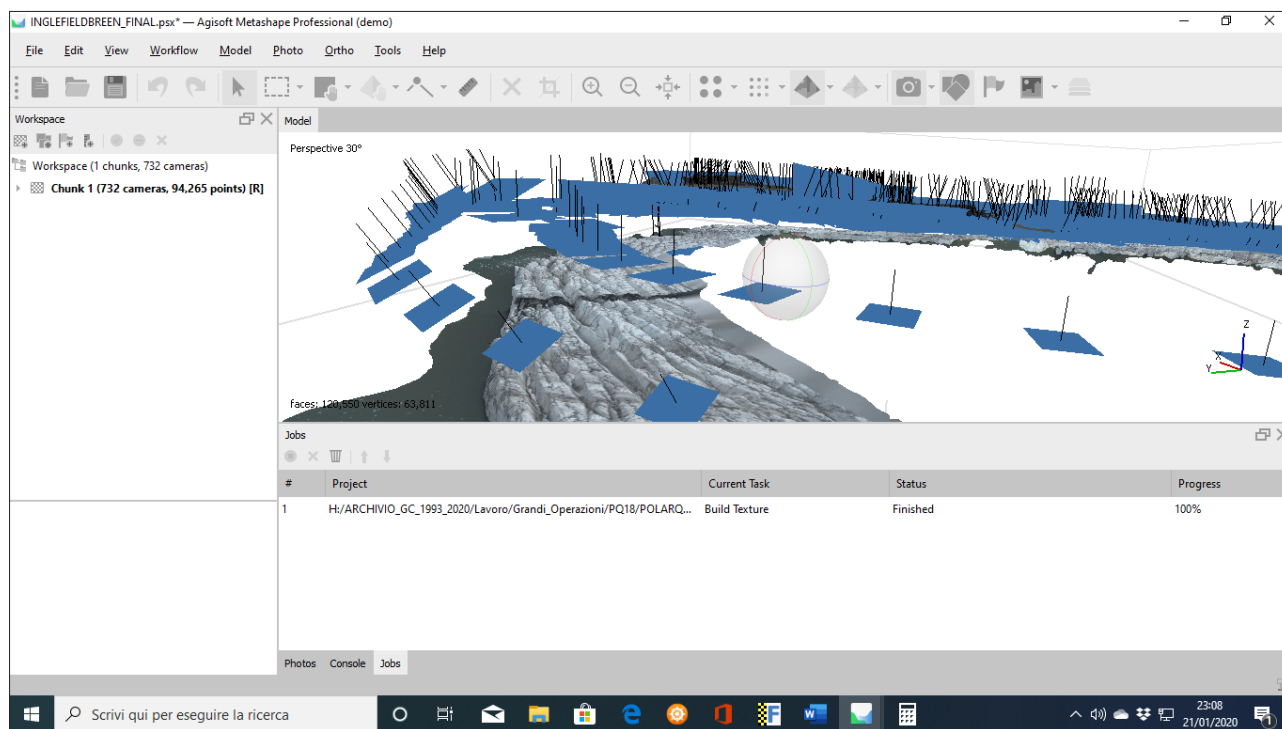 INGLEFIELDBREEN_FINAL.psx* — Agisoft Metashape Professional (demo)
File Edit View Workflow Model Photo Ortho Tools Help
Workspace
Workspace (1 chunks, 732 cameras)
Chunk 1 (732 cameras, 94,265 points) [R]
Model
Perspective 30°
Z
X
Y
faces: 120,550 vertices: 63,811
Jobs
# Project Current Task Status Progress
1 H:/ARCHIVIO_GC_1993_2020/Lavoro/Grandi_Operazioni/PQ18/POLARQ... Build Texture Finished 100%
Photos Console Jobs
Scrivi qui per eseguire la ricerca
23:08
21/01/2020
1